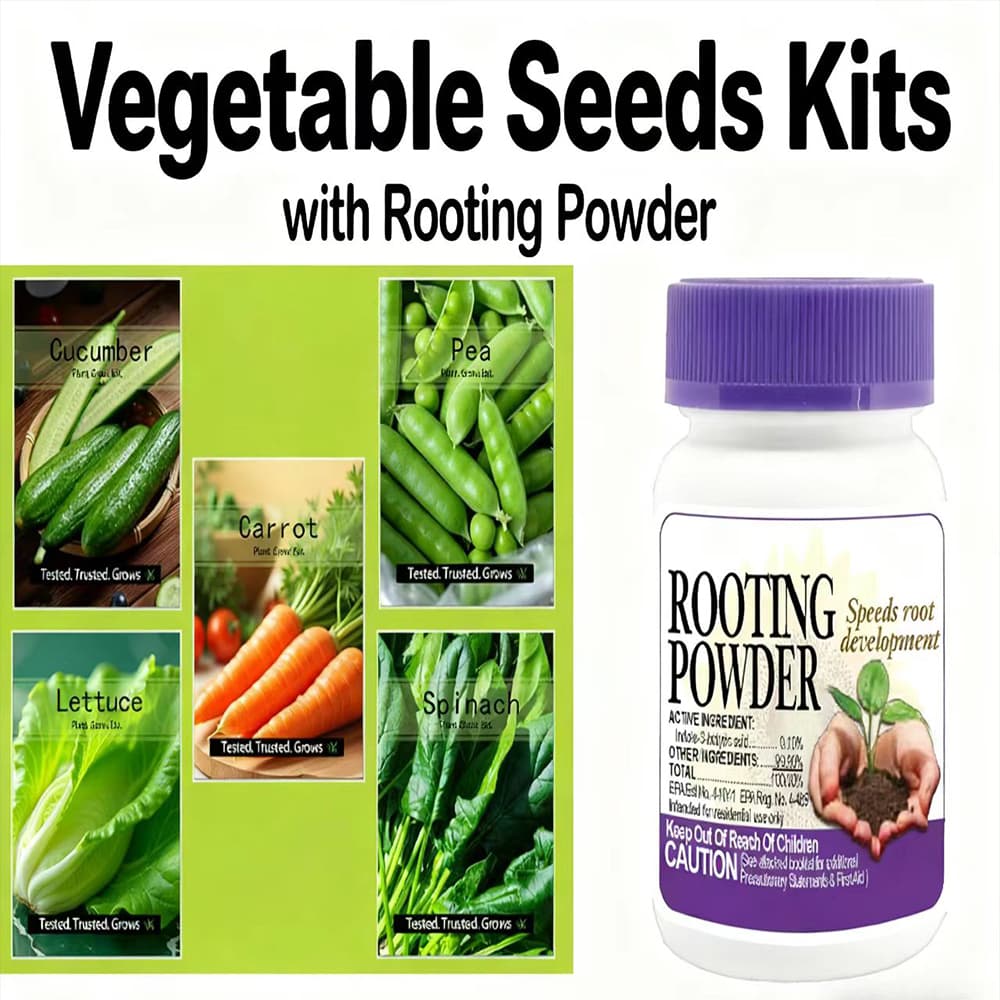 Vegetable Seeds Kits
with Rooting Powder
Cucumber
Tested. Trusted. Grows
Pea
Tested. Trusted. Grows
Carrot
Tested. Trusted. Grows
Lettuce
Tested. Trusted. Grows
Spinach
Tested. Trusted. Grows
ROOTING
POWDER
Speeds root
development
ACTIVE INGREDIENT:
0.10%
OTHER INGREDIENTS:
TOTAL
Intended for residential use only
Keep Out Of Reach Of Children
CAUTION